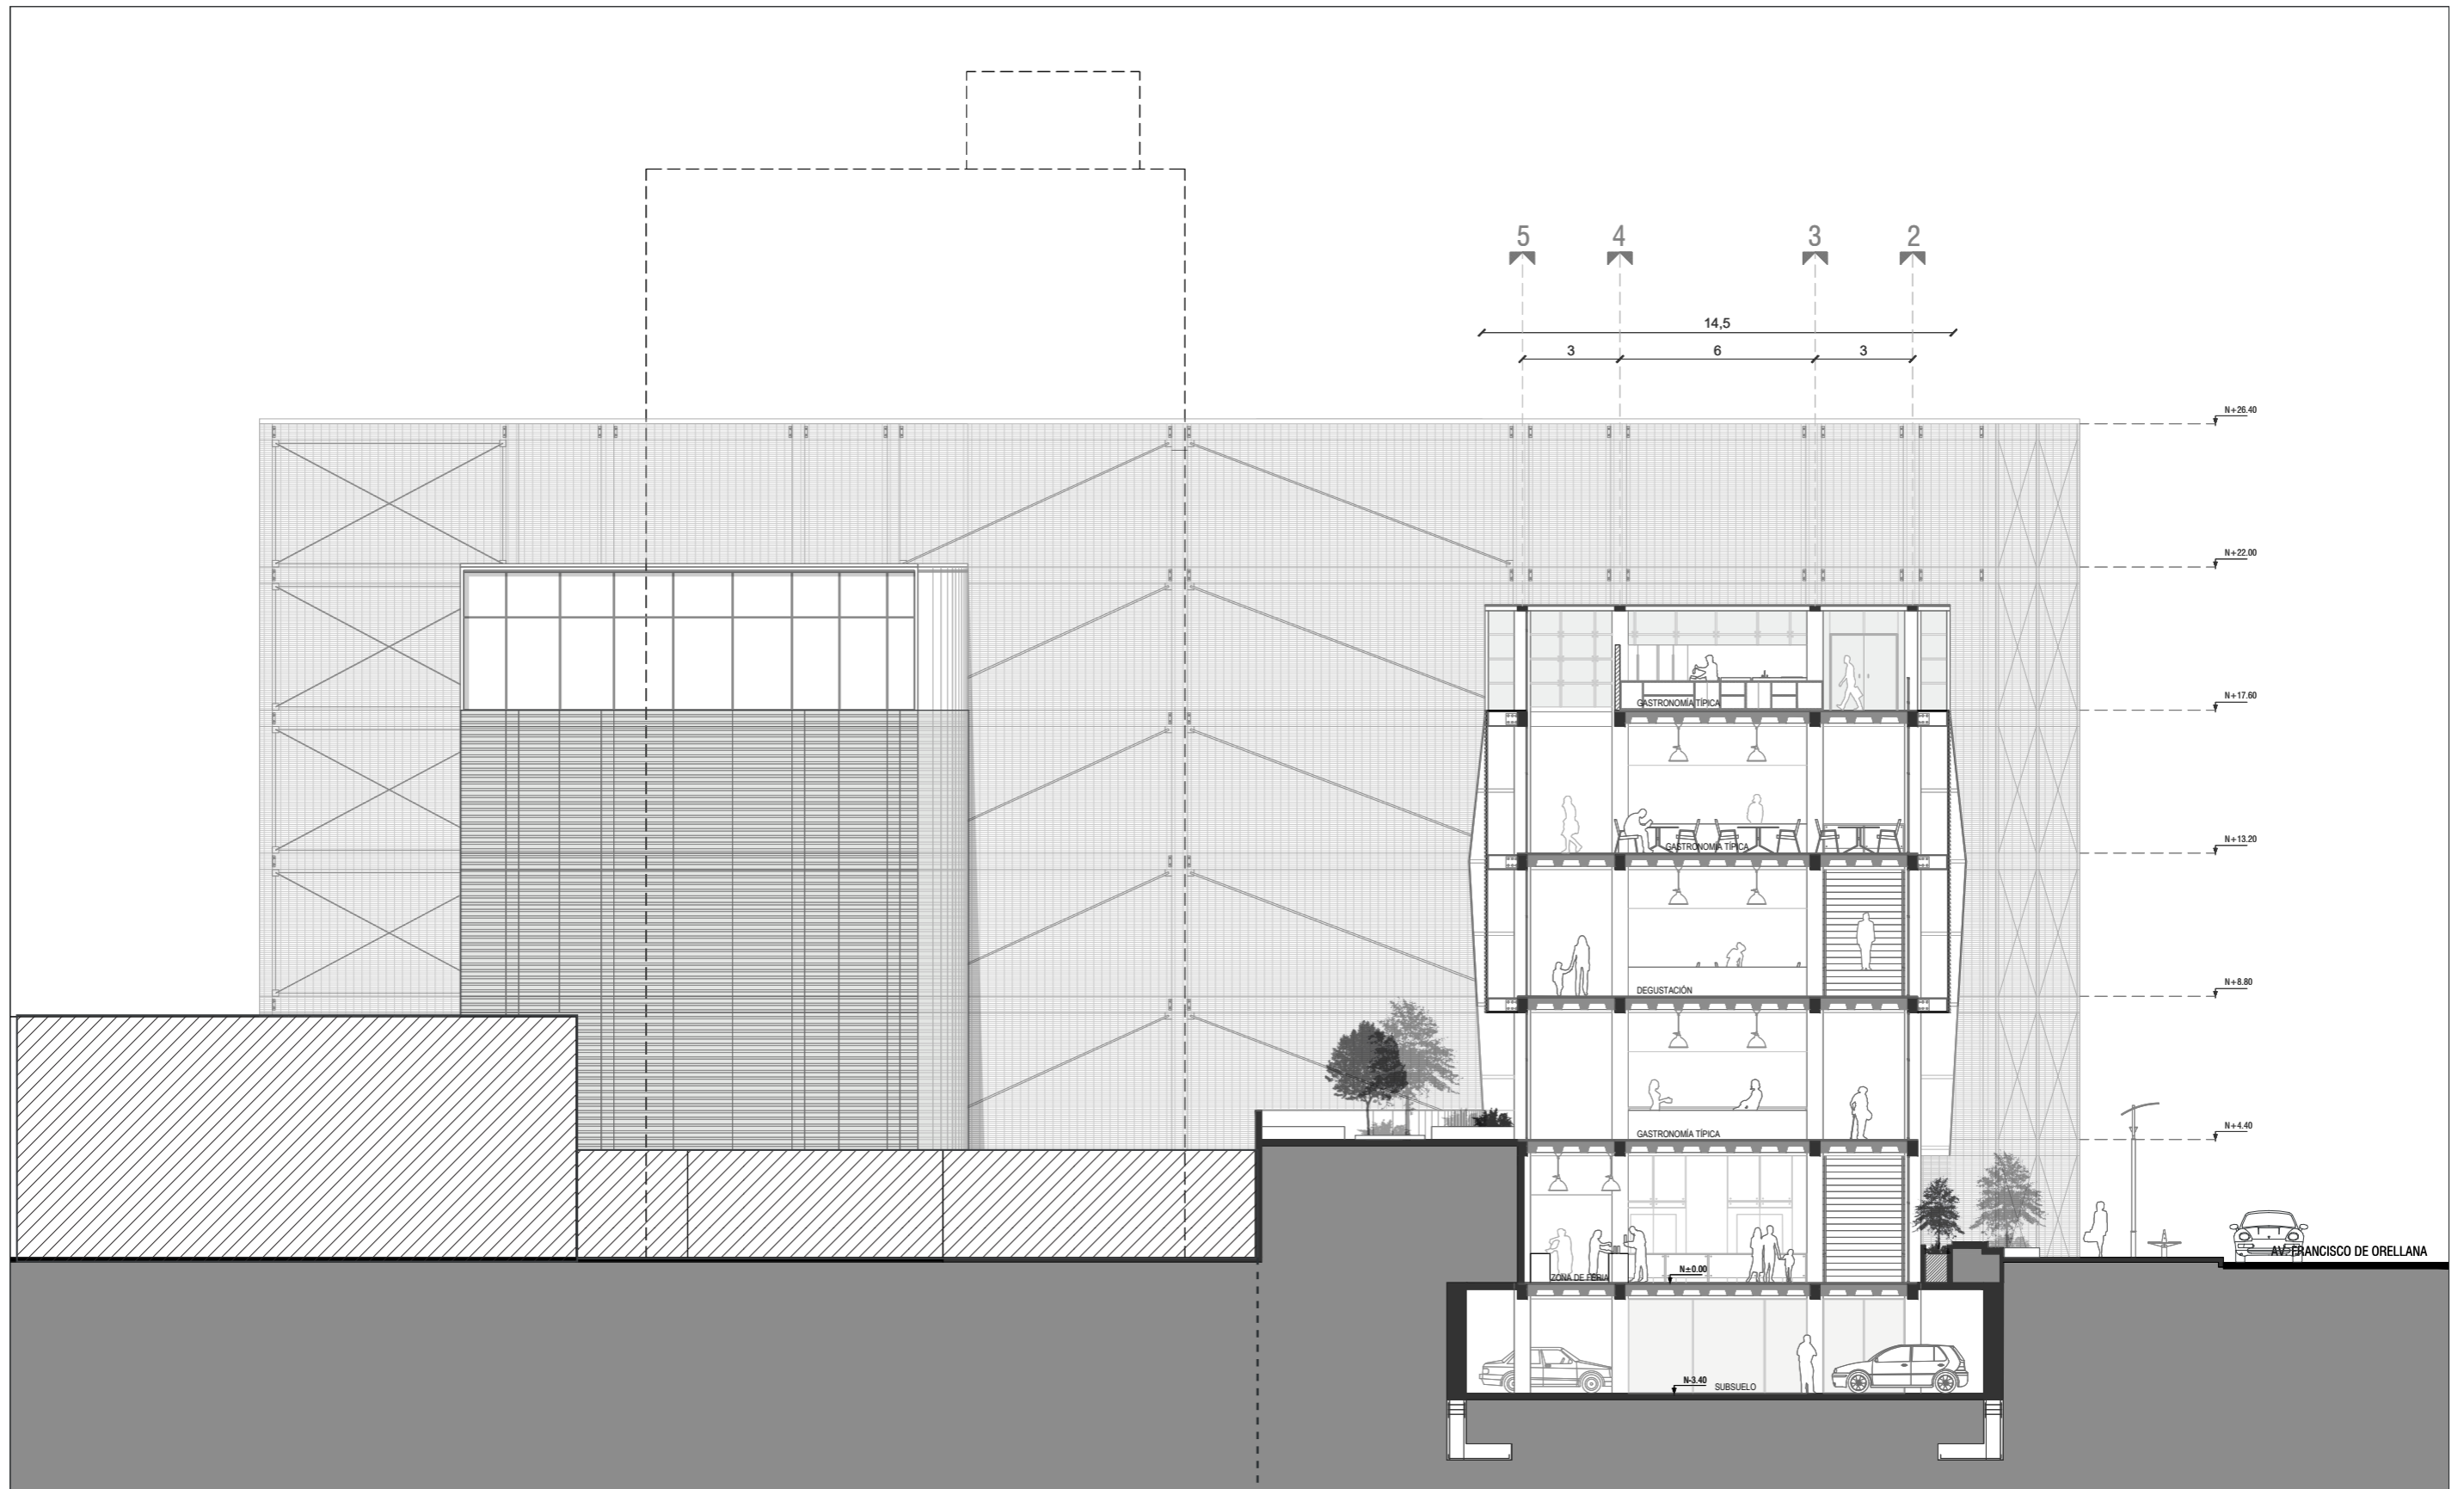 5 4 3 2
14,5
3 6 3
N+26.40
N+22.00
N+17.60
GASTRONOMÍA TÍPICA
N+13.20
GASTRONOMÍA TÍPICA
N+8.80
DEGUSTACIÓN
N+4.40
GASTRONOMÍA TÍPICA
AV. FRANCISCO DE ORELLANA
N±0.00
ZONA DE FERIA
N-3.40
SUBSUELO